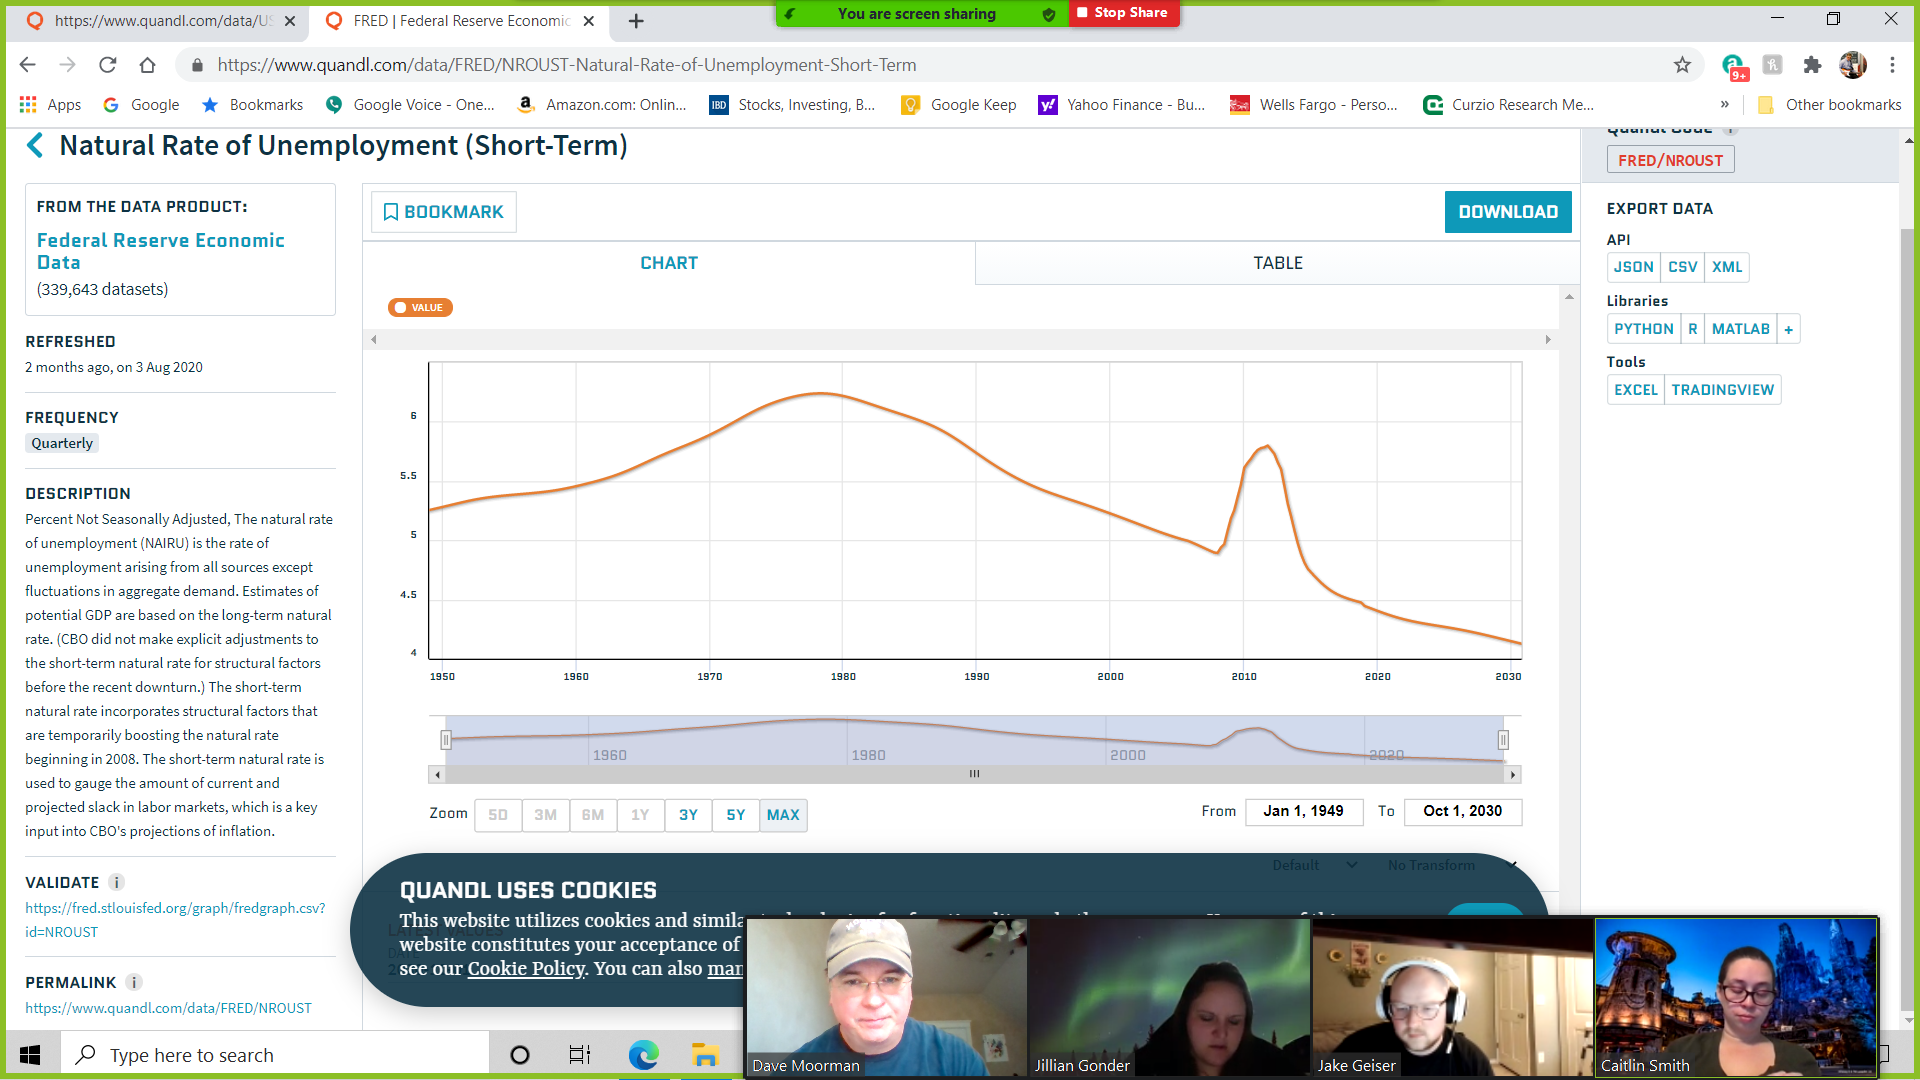 https://www.quandl.com/data/US
FRED | Federal Reserve Economic
You are screen sharing
Stop Share
https://www.quandl.com/data/FRED/NROUST-Natural-Rate-of-Unemployment-Short-Term
9+
Apps
Google
Bookmarks
Google Voice - One...
Amazon.com: Onlin...
IBD
Stocks, Investing, B...
Google Keep
Yahoo Finance - Bu...
Wells Fargo - Perso...
Curzio Research Me...
»
Other bookmarks
Natural Rate of Unemployment (Short-Term)
Quandl Code
FRED/NROUST
FROM THE DATA PRODUCT:
Federal Reserve Economic
Data
(339,643 datasets)
REFRESHED
2 months ago, on 3 Aug 2020
FREQUENCY
Quarterly
DESCRIPTION
Percent Not Seasonally Adjusted, The natural rate
of unemployment (NAIRU) is the rate of
unemployment arising from all sources except
fluctuations in aggregate demand. Estimates of
potential GDP are based on the long-term natural
rate. (CBO did not make explicit adjustments to
the short-term natural rate for structural factors
before the recent downturn.) The short-term
natural rate incorporates structural factors that
are temporarily boosting the natural rate
beginning in 2008. The short-term natural rate is
used to gauge the amount of current and
projected slack in labor markets, which is a key
input into CBO's projections of inflation.
VALIDATE
https://fred.stlouisfed.org/graph/fredgraph.csv?
id=NROUST
PERMALINK
https://www.quandl.com/data/FRED/NROUST
BOOKMARK
DOWNLOAD
CHART
TABLE
VALUE
6
5.5
5
4.5
4
1950 1960 1970 1980 1990 2000 2010 2020 2030
1960 1980 2000 2020
Zoom 5D 3M 6M 1Y 3Y 5Y MAX
From Jan 1, 1949 To Oct 1, 2030
Default No Transform
EXPORT DATA
API
JSON CSV XML
Libraries
PYTHON R MATLAB +
Tools
EXCEL TRADINGVIEW
QUANDL USES COOKIES
This website utilizes cookies and simila
website constitutes your acceptance of
see our Cookie Policy. You can also man
LATEST VALUES
Dave Moorman
Jillian Gonder
Jake Geiser
Caitlin Smith
Type here to search